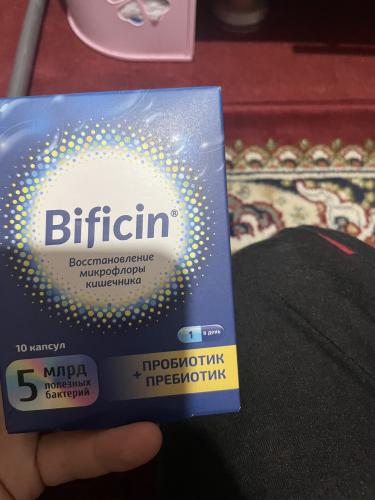 Bificin®
Восстановление
микрофлоры
кишечника
10 капсул
1 в день
5 млрд
полезных
бактерий
ПРОБИОТИК
+ ПРЕБИОТИК